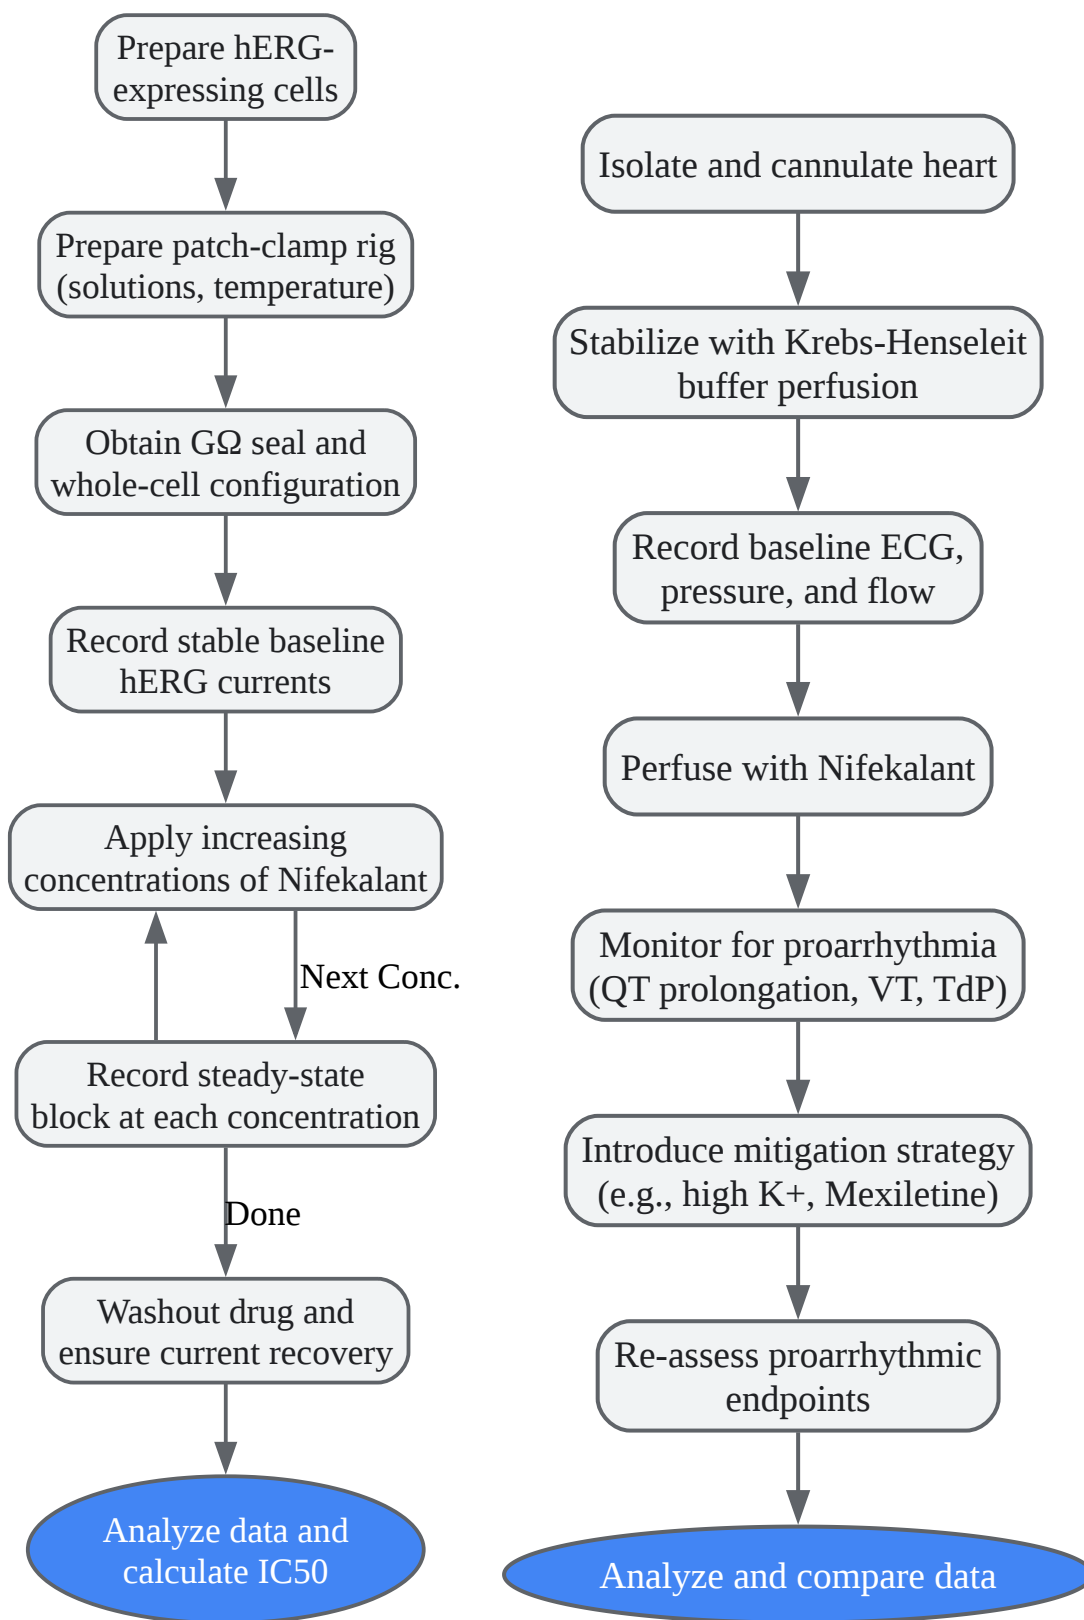 Prepare hERG-
expressing cells
Prepare patch-clamp rig
(solutions, temperature)
Obtain GΩ seal and
whole-cell configuration
Record stable baseline
hERG currents
Apply increasing
concentrations of Nifekalant
Next Conc.
Record steady-state
block at each concentration
Done
Washout drug and
ensure current recovery
Analyze data and
calculate IC50
Isolate and cannulate heart
Stabilize with Krebs-Henseleit
buffer perfusion
Record baseline ECG,
pressure, and flow
Perfuse with Nifekalant
Monitor for proarrhythmia
(QT prolongation, VT, TdP)
Introduce mitigation strategy
(e.g., high K+, Mexiletine)
Re-assess proarrhythmic
endpoints
Analyze and compare data